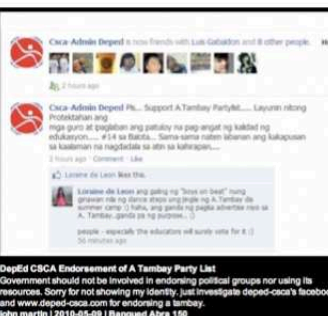 Csca-Admin Deped is now friends with Luis Gabaldon and 8 other people.
2 hours ago
Csca-Admin Deped Pls... Support A Tambay Partylist..... Layunin nitong
Protektahan ang
mga guro at paglaban ang patuloy na pag-angat ng kalidad ng
edukasyon..... #14 sa Balota... Sama-sama naten labanan ang kakapusan
sa kaalaman na nagdadala sa atin sa kahirapan.....
2 hours ago · Comment · Like
Loraine de Leon likes this.
Loraine de Leon ang galing ng "boys on beat" nung
ginawan nila ng dance steps ung jingle ng A Tambay de
summer camp :) haha, ang ganda ng pagka advertise niyo sa
A. Tambay..ganda pa ng purpose.. :)
people - especially the educators will surely vote for it :)
56 minutes ago
DepEd CSCA Endorsement of A Tambay Party List
Government should not be involved in endorsing political groups nor using its
resources. Sorry for not showing my identity. just investigate deped-csca's facebook
and www.deped-csca.com for endorsing a tambay.
john martin | 2010-05-09 | Bangued Abra 150